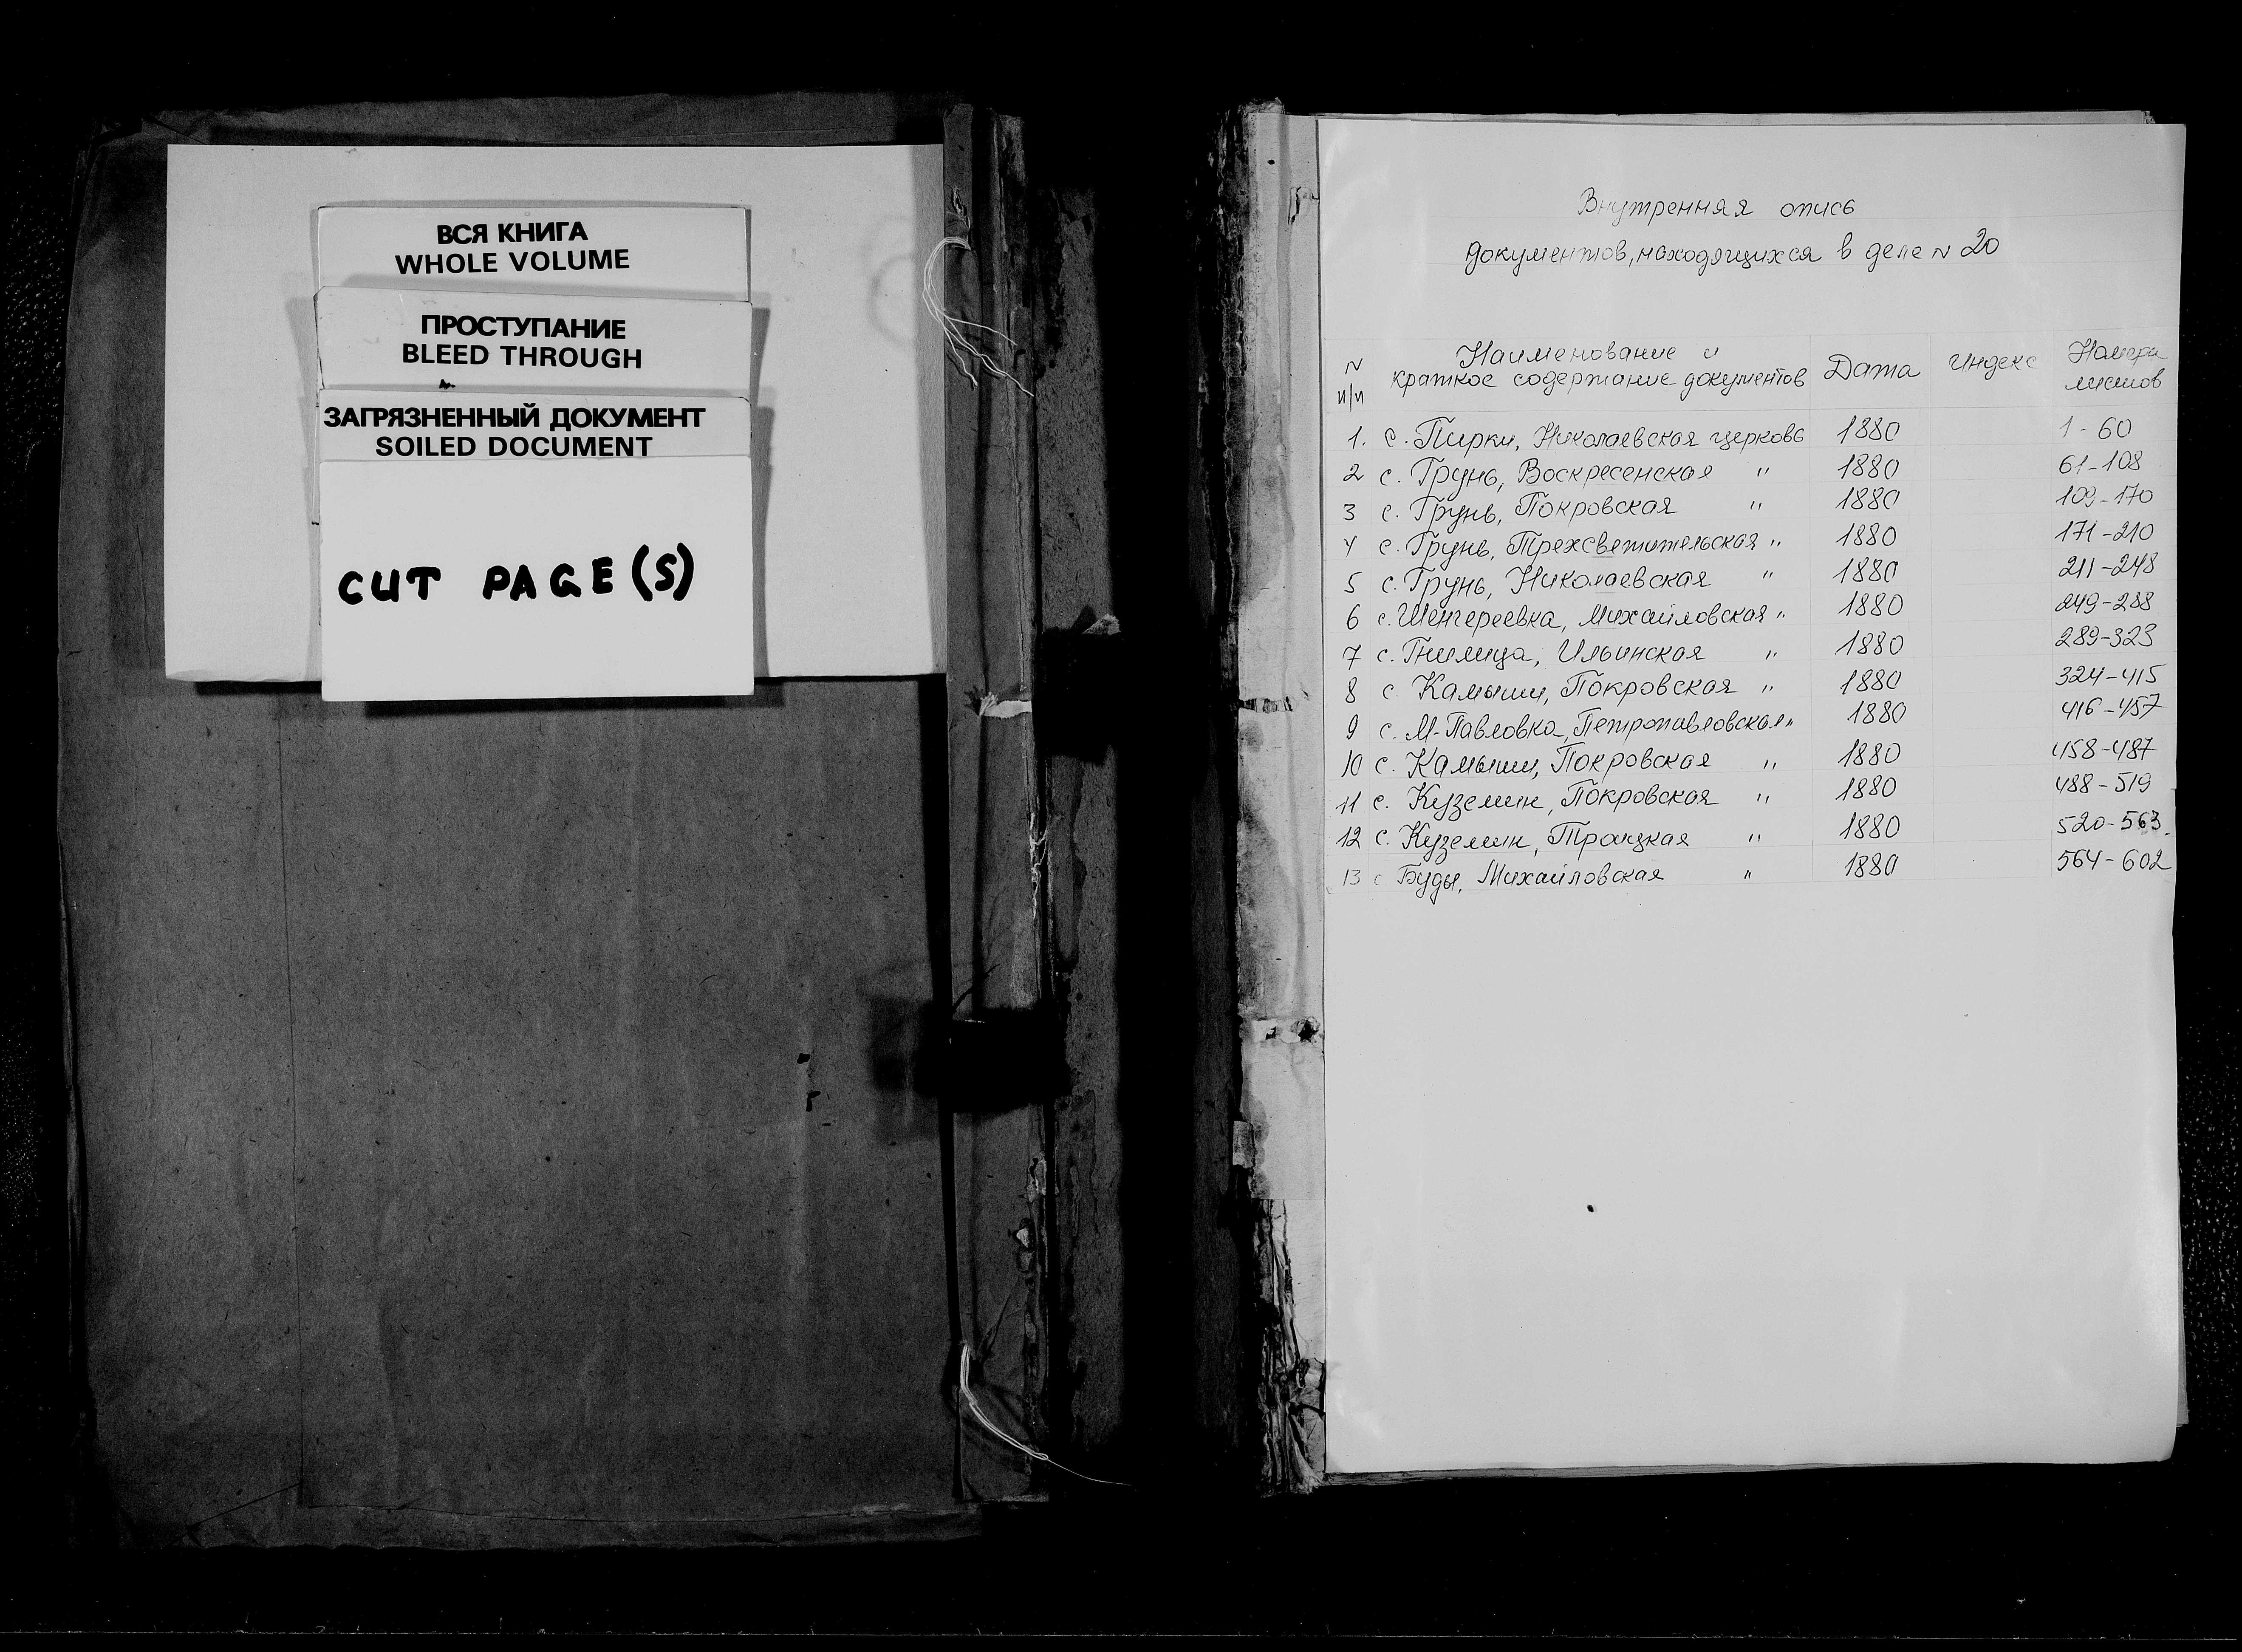 ВСЯ КНИГА
WHOLE VOLUME
ПРОСТУПАНИЕ
BLEED THROUGH
ЗАГРЯЗНЕННЫЙ ДОКУМЕНТ
SOILED DOCUMENT
CUT PAGE(S)
Внутренняя опись
документов, находящихся в деле № 20
№ п/п Наименование и краткое содержание документов Дата Индекс Номера листов
1. с. Пирки, Николаевская церковь 1880 1-60
2 с. Грунь, Воскресенская " 1880 61-108
3 с. Грунь, Покровская " 1880 109-170
4 с. Грунь, Трехсветительская " 1880 171-210
5 с. Грунь, Николаевская " 1880 211-248
6 с. Шенгереевка, Михайловская " 1880 249-288
7 с. Гнилица, Ильинская " 1880 289-323
8 с. Камыши, Покровская " 1880 324-415
9 с. М-Павловка, Петропавловская " 1880 416-457
10 с. Камыши, Покровская " 1880 458-487
11 с. Куземин, Покровская " 1880 488-519
12 с. Куземин, Троицкая " 1880 520-563.
13 с Буды, Михайловская " 1880 564-602